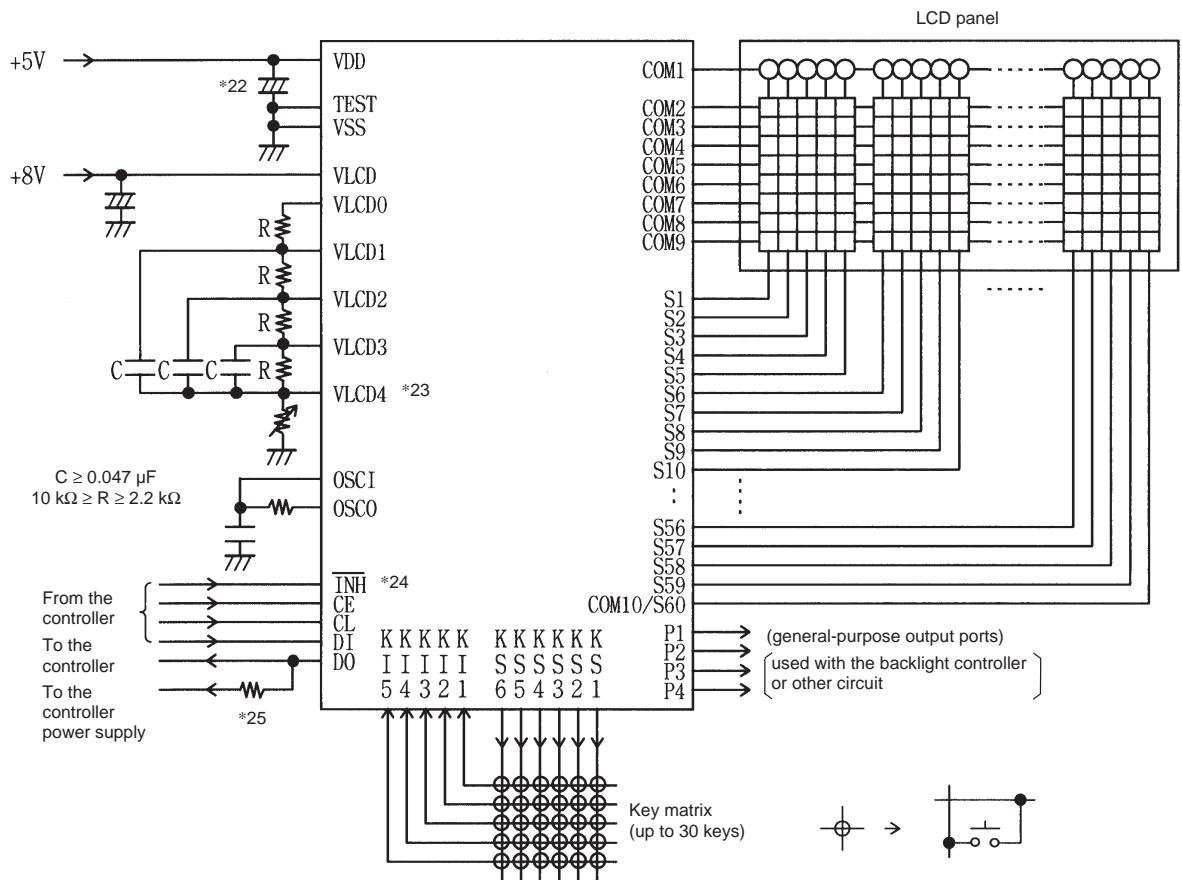 LCD panel
+5V
VDD
*22
TEST
VSS
+8V
VLCD
VLCD0
R
VLCD1
R
VLCD2
R
VLCD3
C C C R
VLCD4 *23
C ≥ 0.047 µF
10 kΩ ≥ R ≥ 2.2 kΩ
OSCI
OSCO
From the
controller
INH *24
CE
CL
DI
To the
controller
DO
To the
controller
power supply
*25
COM1
COM2
COM3
COM4
COM5
COM6
COM7
COM8
COM9
S1
S2
S3
S4
S5
S6
S7
S8
S9
S10
S56
S57
S58
S59
COM10/S60
P1
P2
P3
P4
(general-purpose output ports)
used with the backlight controller
or other circuit
K K K K K K K K K K K
I I I I I S S S S S S
5 4 3 2 1 6 5 4 3 2 1
Key matrix
(up to 30 keys)